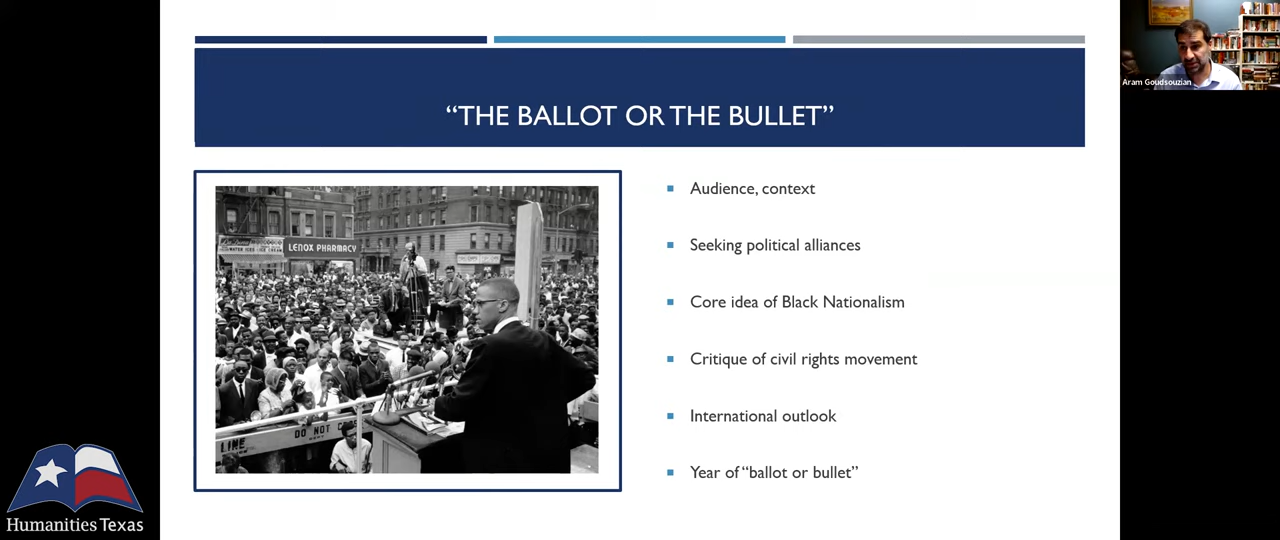 Aram Goudsouzian
“THE BALLOT OR THE BULLET”
LENOX PHARMACY
LINE
DO NOT
Audience, context
Seeking political alliances
Core idea of Black Nationalism
Critique of civil rights movement
International outlook
Year of “ballot or bullet”
Humanities Texas